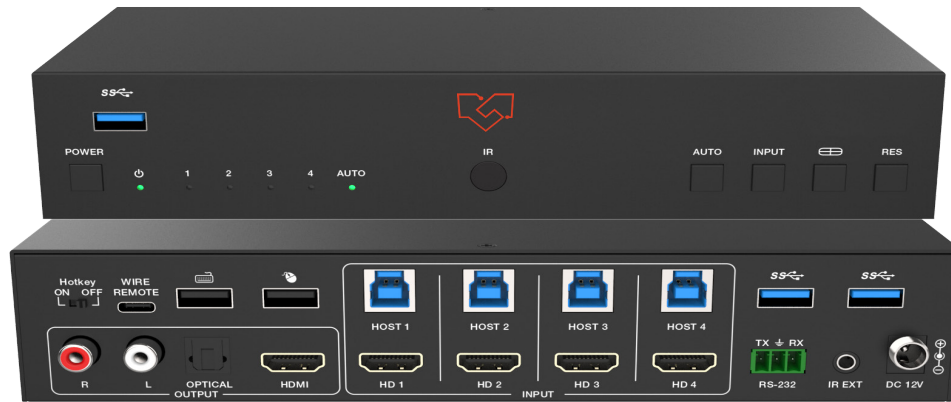 SS
POWER
1 2 3 4 AUTO
IR
AUTO INPUT RES
Hotkey
ON OFF
WIRE
REMOTE
HOST 1 HOST 2 HOST 3 HOST 4
SS SS
TX RX
R L OPTICAL HDMI
OUTPUT
HD 1 HD 2 HD 3 HD 4
INPUT
RS-232 IR EXT DC 12V